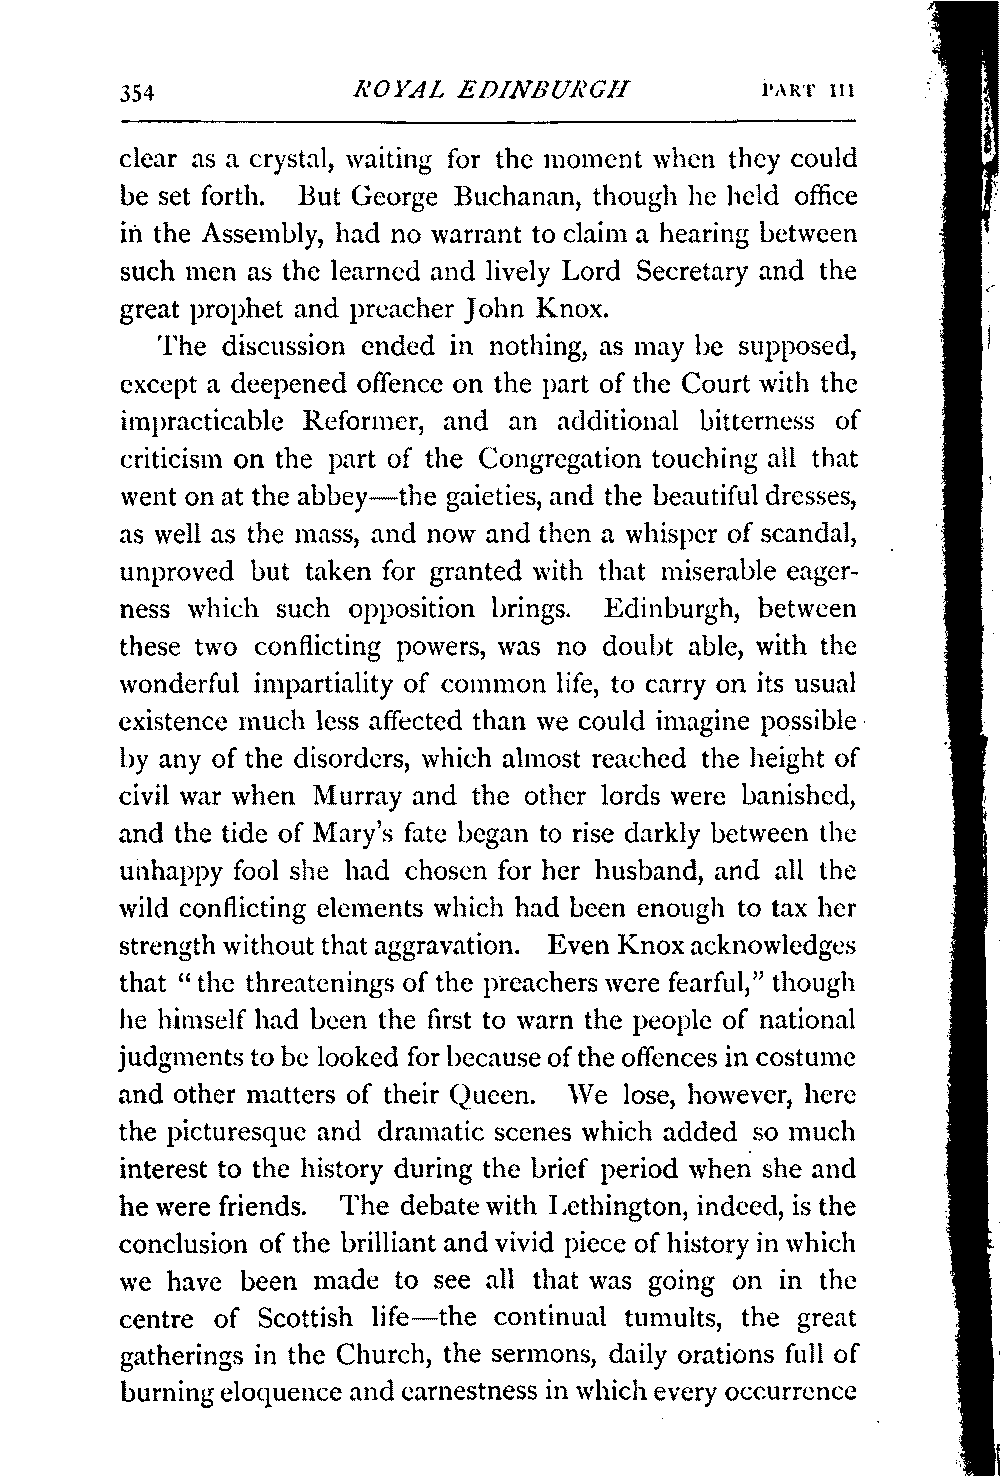 354 ROYAL EDINBURGH PART III
clear as a crystal, waiting for the moment when they could
be set forth. But George Buchanan, though he held office
in the Assembly, had no warrant to claim a hearing between
such men as the learned and lively Lord Secretary and the
great prophet and preacher John Knox.
The discussion ended in nothing, as may be supposed,
except a deepened offence on the part of the Court with the
impracticable Reformer, and an additional bitterness of
criticism on the part of the Congregation touching all that
went on at the abbey—the gaieties, and the beautiful dresses,
as well as the mass, and now and then a whisper of scandal,
unproved but taken for granted with that miserable eager-
ness which such opposition brings. Edinburgh, between
these two conflicting powers, was no doubt able, with the
wonderful impartiality of common life, to carry on its usual
existence much less affected than we could imagine possible
by any of the disorders, which almost reached the height of
civil war when Murray and the other lords were banished,
and the tide of Mary's fate began to rise darkly between the
unhappy fool she had chosen for her husband, and all the
wild conflicting elements which had been enough to tax her
strength without that aggravation. Even Knox acknowledges
that "the threatenings of the preachers were fearful," though
he himself had been the first to warn the people of national
judgments to be looked for because of the offences in costume
and other matters of their Queen. We lose, however, here
the picturesque and dramatic scenes which added so much
interest to the history during the brief period when she and
he were friends. The debate with Lethington, indeed, is the
conclusion of the brilliant and vivid piece of history in which
we have been made to see all that was going on in the
centre of Scottish life—the continual tumults, the great
gatherings in the Church, the sermons, daily orations full of
burning eloquence and earnestness in which every occurrence